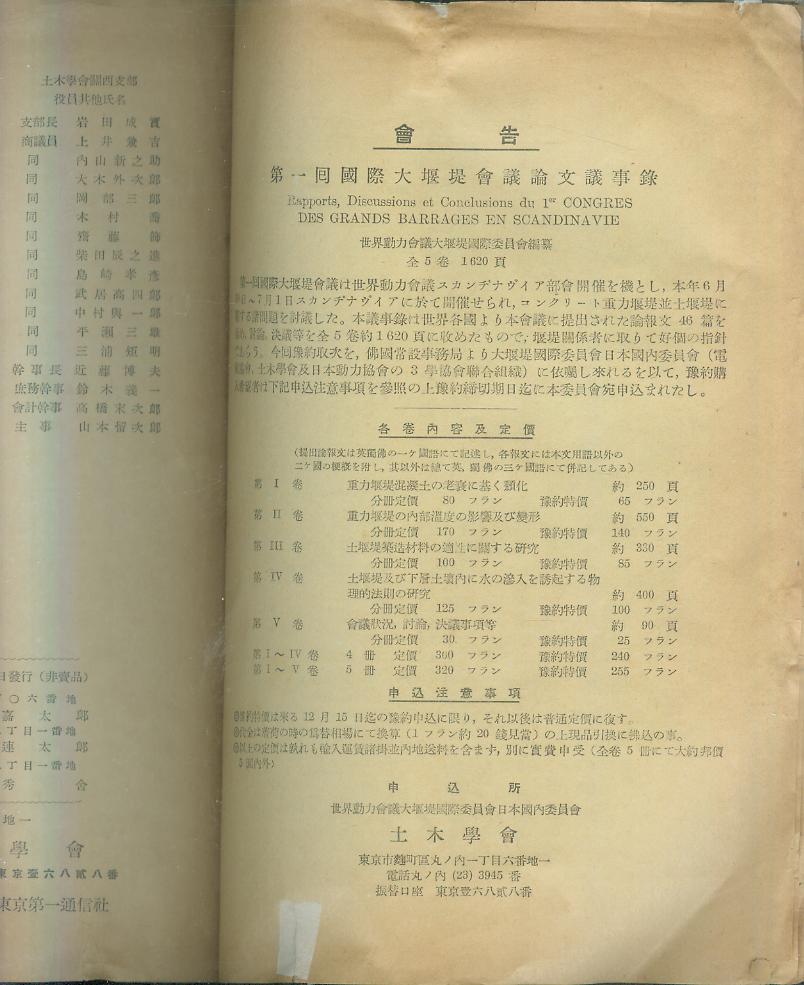 土木學會關西支部
役員其他氏名
支部長 岩田成實
商議員 上井兼吉
同 內山新之助
同 大木外次郎
同 岡部三郎
同 木村
同 齋藤
同 柴田辰之進
同 島崎孝彥
同 武居高四郎
同 中村與一郎
同 平瀨三雄
同 三浦
幹事長 近藤博夫
庶務幹事 鈴木義一
會計幹事 高橋末次郎
主事 山本留次郎
日發行（非賣品）
〇六番地
嘉太郎
丁目一番地
連太郎
丁目一番地
秀舍
地一
學會
東京壹六八貳八番
東京第一通信社
會告
第一囘國際大堰堤會議論文議事錄
Rapports, Discussions et Conclusions du 1er CONGRES
DES GRANDS BARRAGES EN SCANDINAVIE
世界動力會議大堰堤國際委員會編纂
全5卷 1620頁
第一囘國際大堰堤會議は世界動力會議スカンヂナヴィア部會開催を機とし，本年6月
～7月1日スカンヂナヴイアに於て開催せられ，コンクリート重力堰堤並土堰堤に
諸問題を討議した。本議事錄は世界各國より本會議に提出された論報文46篇を
討論，決議等を全5卷約1620頁に收めたもので，堰堤關係者に取りて好個の指針
であらう。今囘豫約取次を，佛國常設事務局より大堰堤國際委員會日本國內委員會（電
氣協會，土木學會及日本動力協會の3學協會聯合組織）に依囑し來れるを以て，豫約購
入希望者は下記申込注意事項を參照の上豫約締切期日迄に本委員會宛申込まれたし。
各卷內容及定價
（提出論報文は英獨佛の一ケ國語にて記述し，各報文には本文用語以外の
二ケ國の梗槪を附し，其以外は總て英，獨佛の三ケ國語にて併記してある）
第I卷 重力堰堤混凝土の老衰に基く類化 約250頁
分冊定價 80フラン 豫約特價 65フラン
第II卷 重力堰堤の內部溫度の影響及び變形 約550頁
分冊定價 170フラン 豫約特價 140フラン
第III卷 土堰堤築造材料の適性に關する硏究 約330頁
分冊定價 100フラン 豫約特價 85フラン
第IV卷 土堰堤及び下層土壤內に水の滲入を誘起する物
理的法則の硏究 約400頁
分冊定價 125フラン 豫約特價 100フラン
第V卷 會議狀況，討論，決議事項等 約90頁
分冊定價 30フラン 豫約特價 25フラン
第I～IV卷 4冊 定價 300フラン 豫約特價 240フラン
第I～V卷 5冊 定價 320フラン 豫約特價 255フラン
申込注意事項
豫約特價は來る12月15日迄の豫約申込に限り，それ以後は普通定價に復す。
代金は着荷の時の爲替相場にて換算（1フラン約20錢見當）の上現品引換に拂込の事。
以上の定價は孰れも輸入運賃諸掛並內地送料を含ます，別に實費申受（全卷5冊にて大約邦價
5圓內外）
申込所
世界動力會議大堰堤國際委員會日本國內委員會
土木學會
東京市麴町區丸ノ內一丁目六番地一
電話丸ノ內(23)3945番
振替口座 東京壹六八貳八番